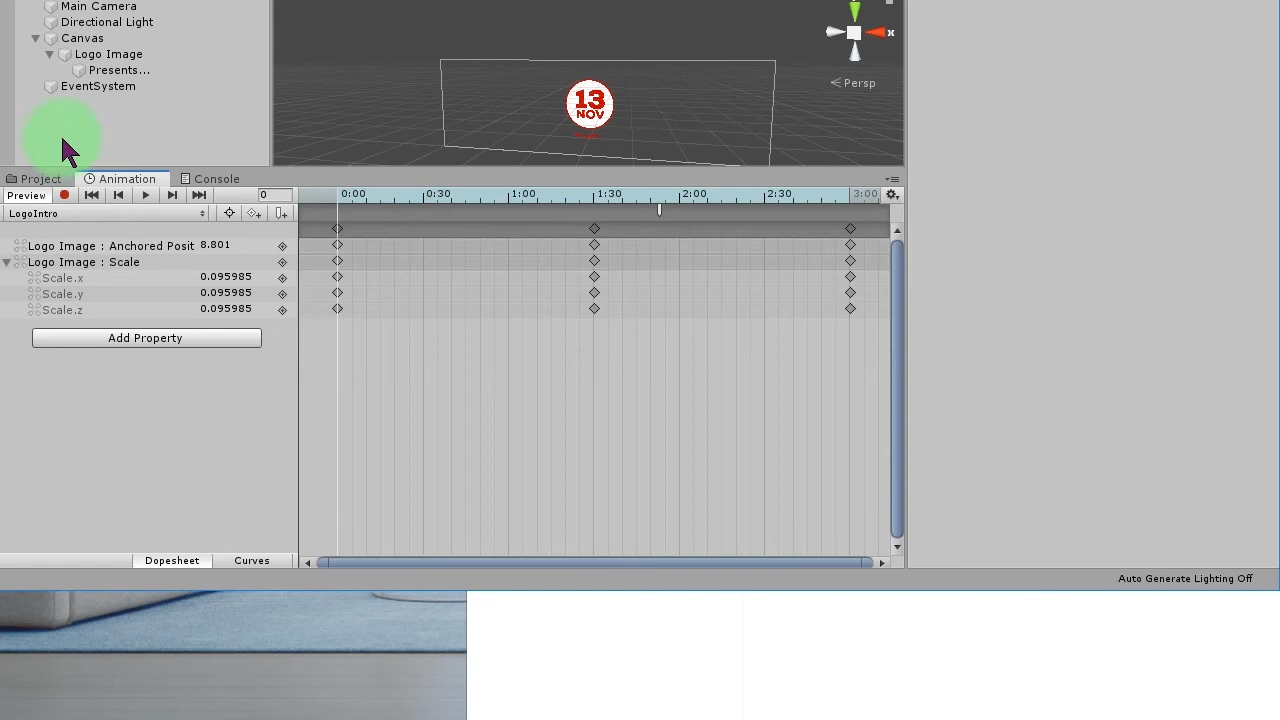 Main Camera
Directional Light
Canvas
Logo Image
Presents...
EventSystem
x
Persp
13
NOV
Project
Animation
Console
Preview
0
0:00
0:30
1:00
1:30
2:00
2:30
3:00
LogoIntro
Logo Image : Anchored Posit 8.801
Logo Image : Scale
Scale.x 0.095985
Scale.y 0.095985
Scale.z 0.095985
Add Property
Dopesheet
Curves
Auto Generate Lighting Off